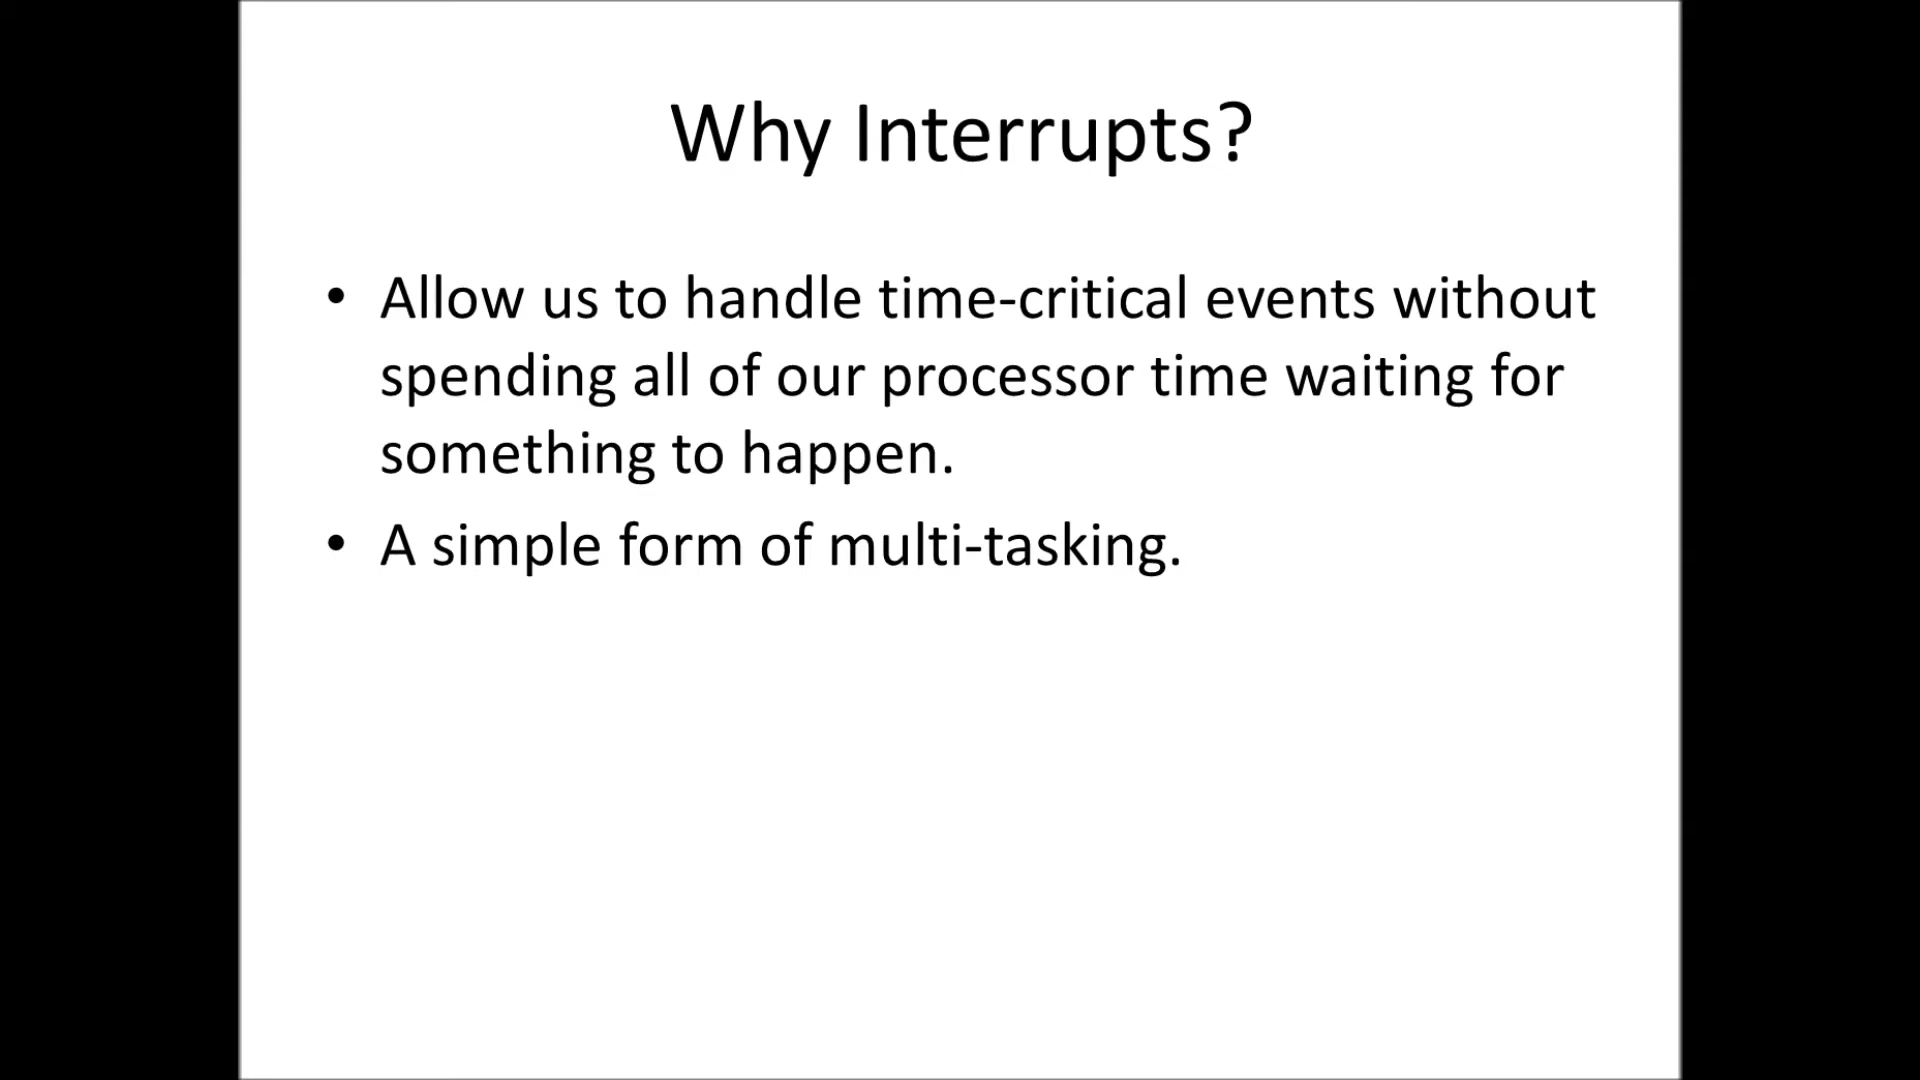 Why Interrupts?
• Allow us to handle time-critical events without
spending all of our processor time waiting for
something to happen.
• A simple form of multi-tasking.